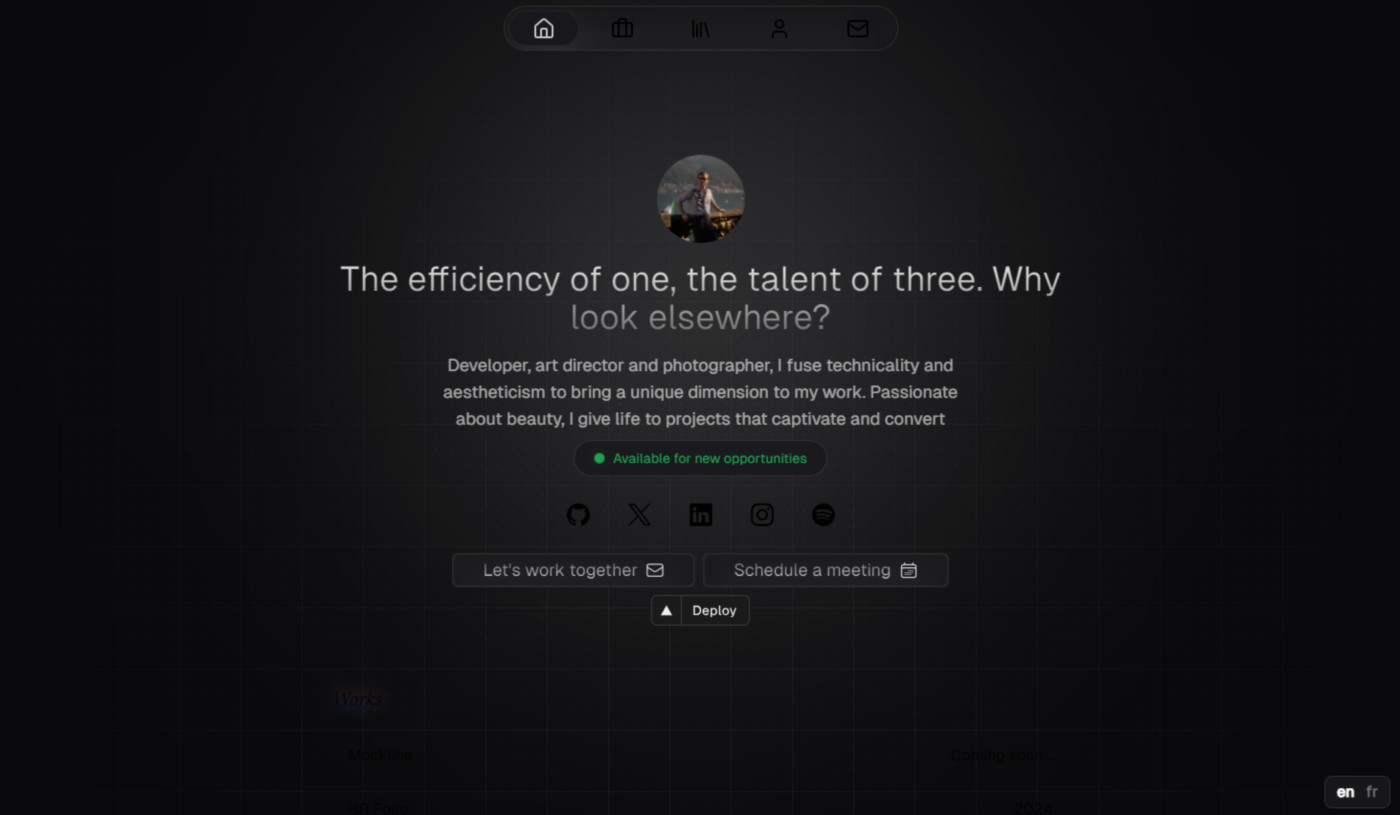 The efficiency of one, the talent of three. Why
look elsewhere?
Developer, art director and photographer, I fuse technicality and
aestheticism to bring a unique dimension to my work. Passionate
about beauty, I give life to projects that captivate and convert
Available for new opportunities
Let's work together
Schedule a meeting
Deploy
Works
Mockline
Coming soon...
HR Folio
2024
en fr